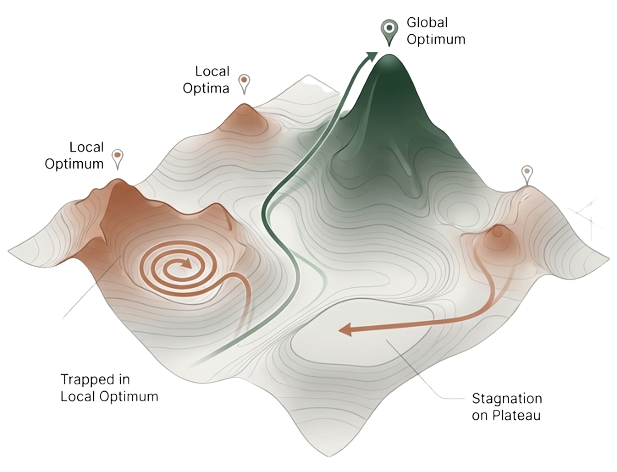 Global
Optimum
Local
Optima
Local
Optimum
Trapped in
Local Optimum
Stagnation
on Plateau